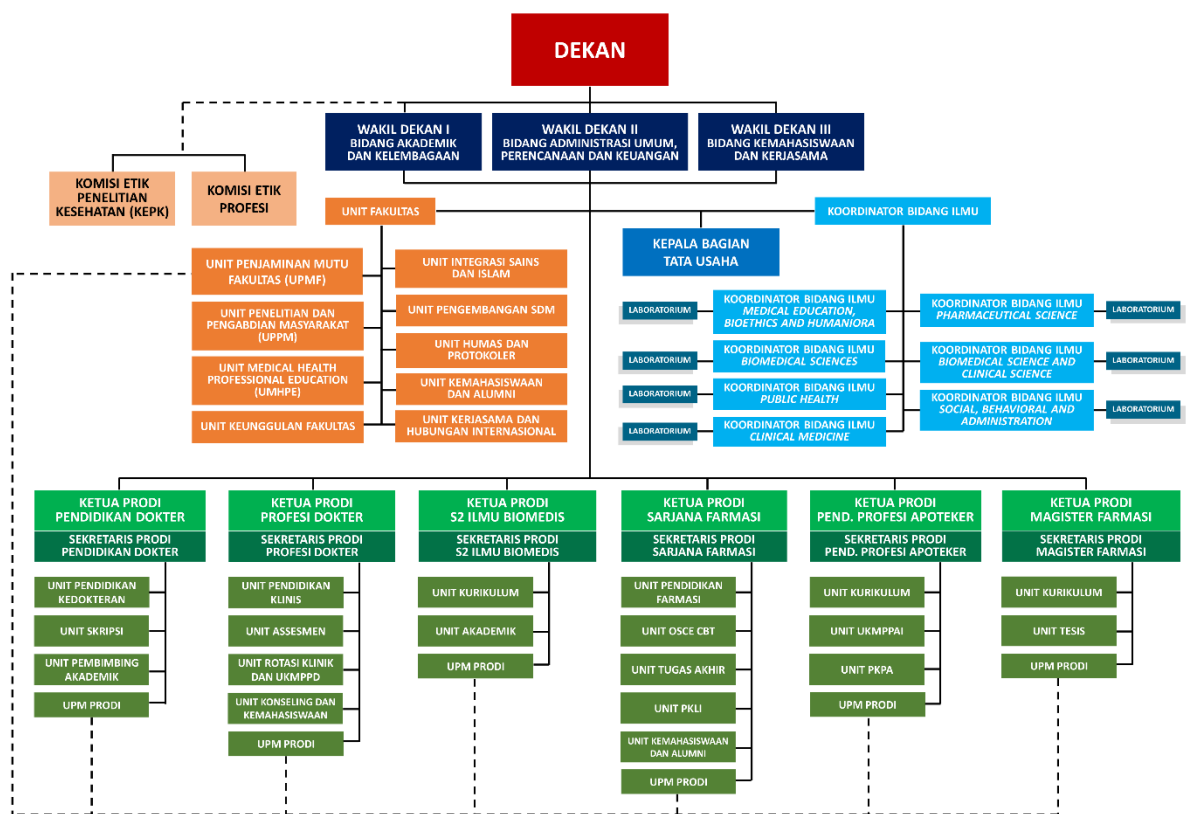 DEKAN
WAKIL DEKAN I
BIDANG AKADEMIK
DAN KELEMBAGAAN
WAKIL DEKAN II
BIDANG ADMINISTRASI UMUM,
PERENCANAAN DAN KEUANGAN
WAKIL DEKAN III
BIDANG KEMAHASISWAAN
DAN KERJASAMA
KOMISI ETIK
PENELITIAN
KESEHATAN (KEPK)
KOMISI ETIK
PROFESI
UNIT FAKULTAS
KOORDINATOR BIDANG ILMU
KEPALA BAGIAN
TATA USAHA
UNIT PENJAMINAN MUTU
FAKULTAS (UPMF)
UNIT PENELITIAN DAN
PENGABDIAN MASYARAKAT
(UPPM)
UNIT MEDICAL HEALTH
PROFESSIONAL EDUCATION
(UMHPE)
UNIT KEUNGGULAN FAKULTAS
UNIT INTEGRASI SAINS
DAN ISLAM
UNIT PENGEMBANGAN SDM
UNIT HUMAS DAN
PROTOKOLER
UNIT KEMAHASISWAAN
DAN ALUMNI
UNIT KERJASAMA DAN
HUBUNGAN INTERNASIONAL
LABORATORIUM
KOORDINATOR BIDANG ILMU
MEDICAL EDUCATION,
BIOETHICS AND HUMANIORA
LABORATORIUM
KOORDINATOR BIDANG ILMU
BIOMEDICAL SCIENCES
LABORATORIUM
KOORDINATOR BIDANG ILMU
PUBLIC HEALTH
LABORATORIUM
KOORDINATOR BIDANG ILMU
CLINICAL MEDICINE
KOORDINATOR BIDANG ILMU
PHARMACEUTICAL SCIENCE
LABORATORIUM
KOORDINATOR BIDANG ILMU
BIOMEDICAL SCIENCE AND
CLINICAL SCIENCE
LABORATORIUM
KOORDINATOR BIDANG ILMU
SOCIAL, BEHAVIORAL AND
ADMINISTRATION
LABORATORIUM
KETUA PRODI
PENDIDIKAN DOKTER
SEKRETARIS PRODI
PENDIDIKAN DOKTER
UNIT PENDIDIKAN
KEDOKTERAN
UNIT SKRIPSI
UNIT PEMBIMBING
AKADEMIK
UPM PRODI
KETUA PRODI
PROFESI DOKTER
SEKRETARIS PRODI
PROFESI DOKTER
UNIT PENDIDIKAN
KLINIS
UNIT ASSESMEN
UNIT ROTASI KLINIK
DAN UKMPPD
UNIT KONSELING DAN
KEMAHASISWAAN
UPM PRODI
KETUA PRODI
S2 ILMU BIOMEDIS
SEKRETARIS PRODI
S2 ILMU BIOMEDIS
UNIT KURIKULUM
UNIT AKADEMIK
UPM PRODI
KETUA PRODI
SARJANA FARMASI
SEKRETARIS PRODI
SARJANA FARMASI
UNIT PENDIDIKAN
FARMASI
UNIT OSCE CBT
UNIT TUGAS AKHIR
UNIT PKLI
UNIT KEMAHASISWAAN
DAN ALUMNI
UPM PRODI
KETUA PRODI
PEND. PROFESI APOTEKER
SEKRETARIS PRODI
PEND. PROFESI APOTEKER
UNIT KURIKULUM
UNIT UKMPPAI
UNIT PKPA
UPM PRODI
KETUA PRODI
MAGISTER FARMASI
SEKRETARIS PRODI
MAGISTER FARMASI
UNIT KURIKULUM
UNIT TESIS
UPM PRODI